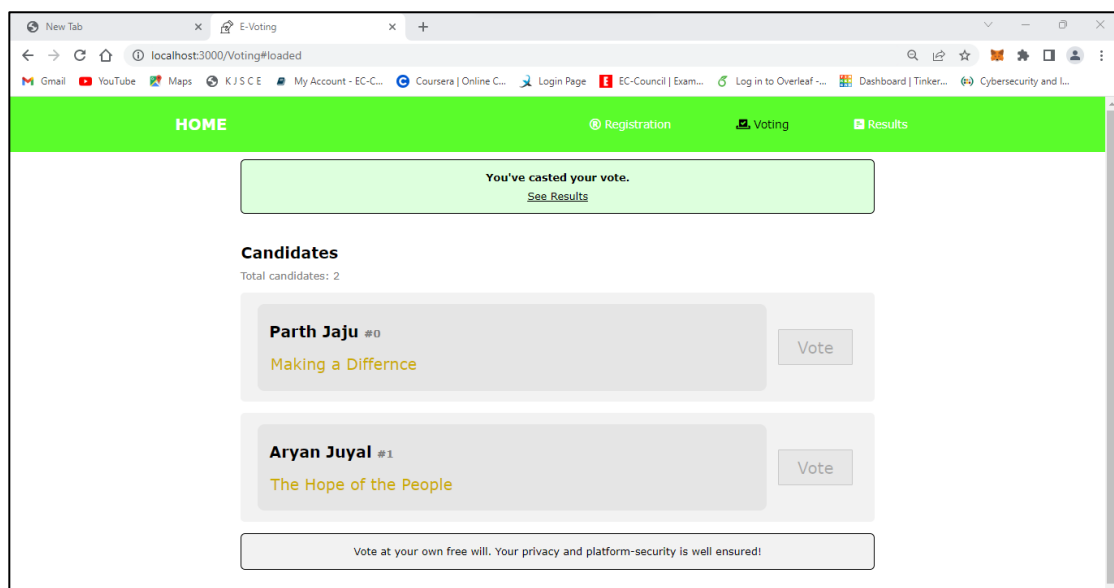 New Tab
E-Voting
localhost:3000/Voting#loaded
Gmail YouTube Maps K J S C E My Account - EC-C... Coursera | Online C... Login Page EC-Council | Exam... Log in to Overleaf -... Dashboard | Tinker... Cybersecurity and I...
HOME Registration Voting Results
You've casted your vote.
See Results
Candidates
Total candidates: 2
Parth Jaju #0
Making a Differnce
Vote
Aryan Juyal #1
The Hope of the People
Vote
Vote at your own free will. Your privacy and platform-security is well ensured!